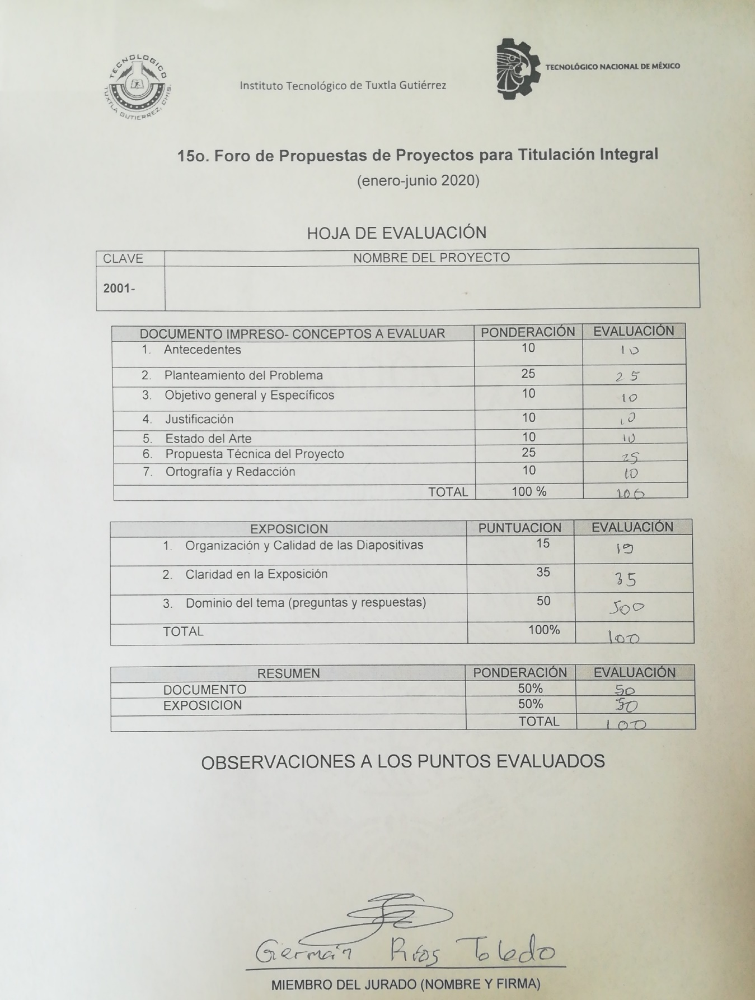 TECNOLOGICO
TUXTLA GUTIERREZ, CHIS.
Instituto Tecnológico de Tuxtla Gutiérrez
TECNOLÓGICO NACIONAL DE MÉXICO
15o. Foro de Propuestas de Proyectos para Titulación Integral
(enero-junio 2020)
HOJA DE EVALUACIÓN
CLAVE NOMBRE DEL PROYECTO
2001-
DOCUMENTO IMPRESO- CONCEPTOS A EVALUAR PONDERACIÓN EVALUACIÓN
1. Antecedentes 10 10
2. Planteamiento del Problema 25 25
3. Objetivo general y Específicos 10 10
4. Justificación 10 10
5. Estado del Arte 10 10
6. Propuesta Técnica del Proyecto 25 25
7. Ortografía y Redacción 10 10
TOTAL 100 % 100
EXPOSICION PUNTUACION EVALUACIÓN
1. Organización y Calidad de las Diapositivas 15
2. Claridad en la Exposición 35 35
3. Dominio del tema (preguntas y respuestas) 50 500
TOTAL 100% 100
RESUMEN PONDERACIÓN EVALUACIÓN
DOCUMENTO 50% 50
EXPOSICION 50% 50
TOTAL 100
OBSERVACIONES A LOS PUNTOS EVALUADOS
Germán Ríos Toledo
MIEMBRO DEL JURADO (NOMBRE Y FIRMA)